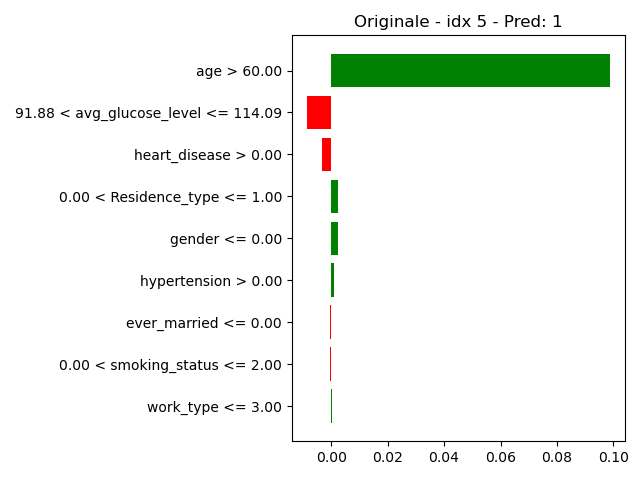 Originale - idx 5 - Pred: 1
age > 60.00
91.88 < avg_glucose_level <= 114.09
heart_disease > 0.00
0.00 < Residence_type <= 1.00
gender <= 0.00
hypertension > 0.00
ever_married <= 0.00
0.00 < smoking_status <= 2.00
work_type <= 3.00
0.00 0.02 0.04 0.06 0.08 0.10